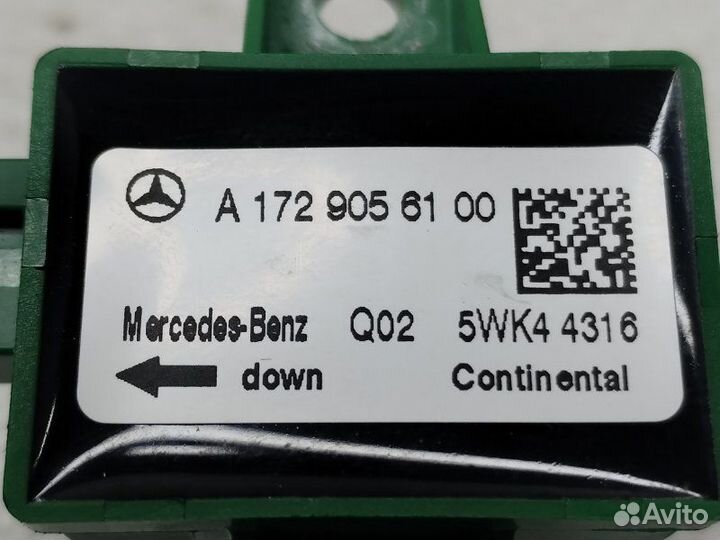 A 172 905 61 00
Mercedes-Benz Q02 5WK4 4316
down Continental
Avito